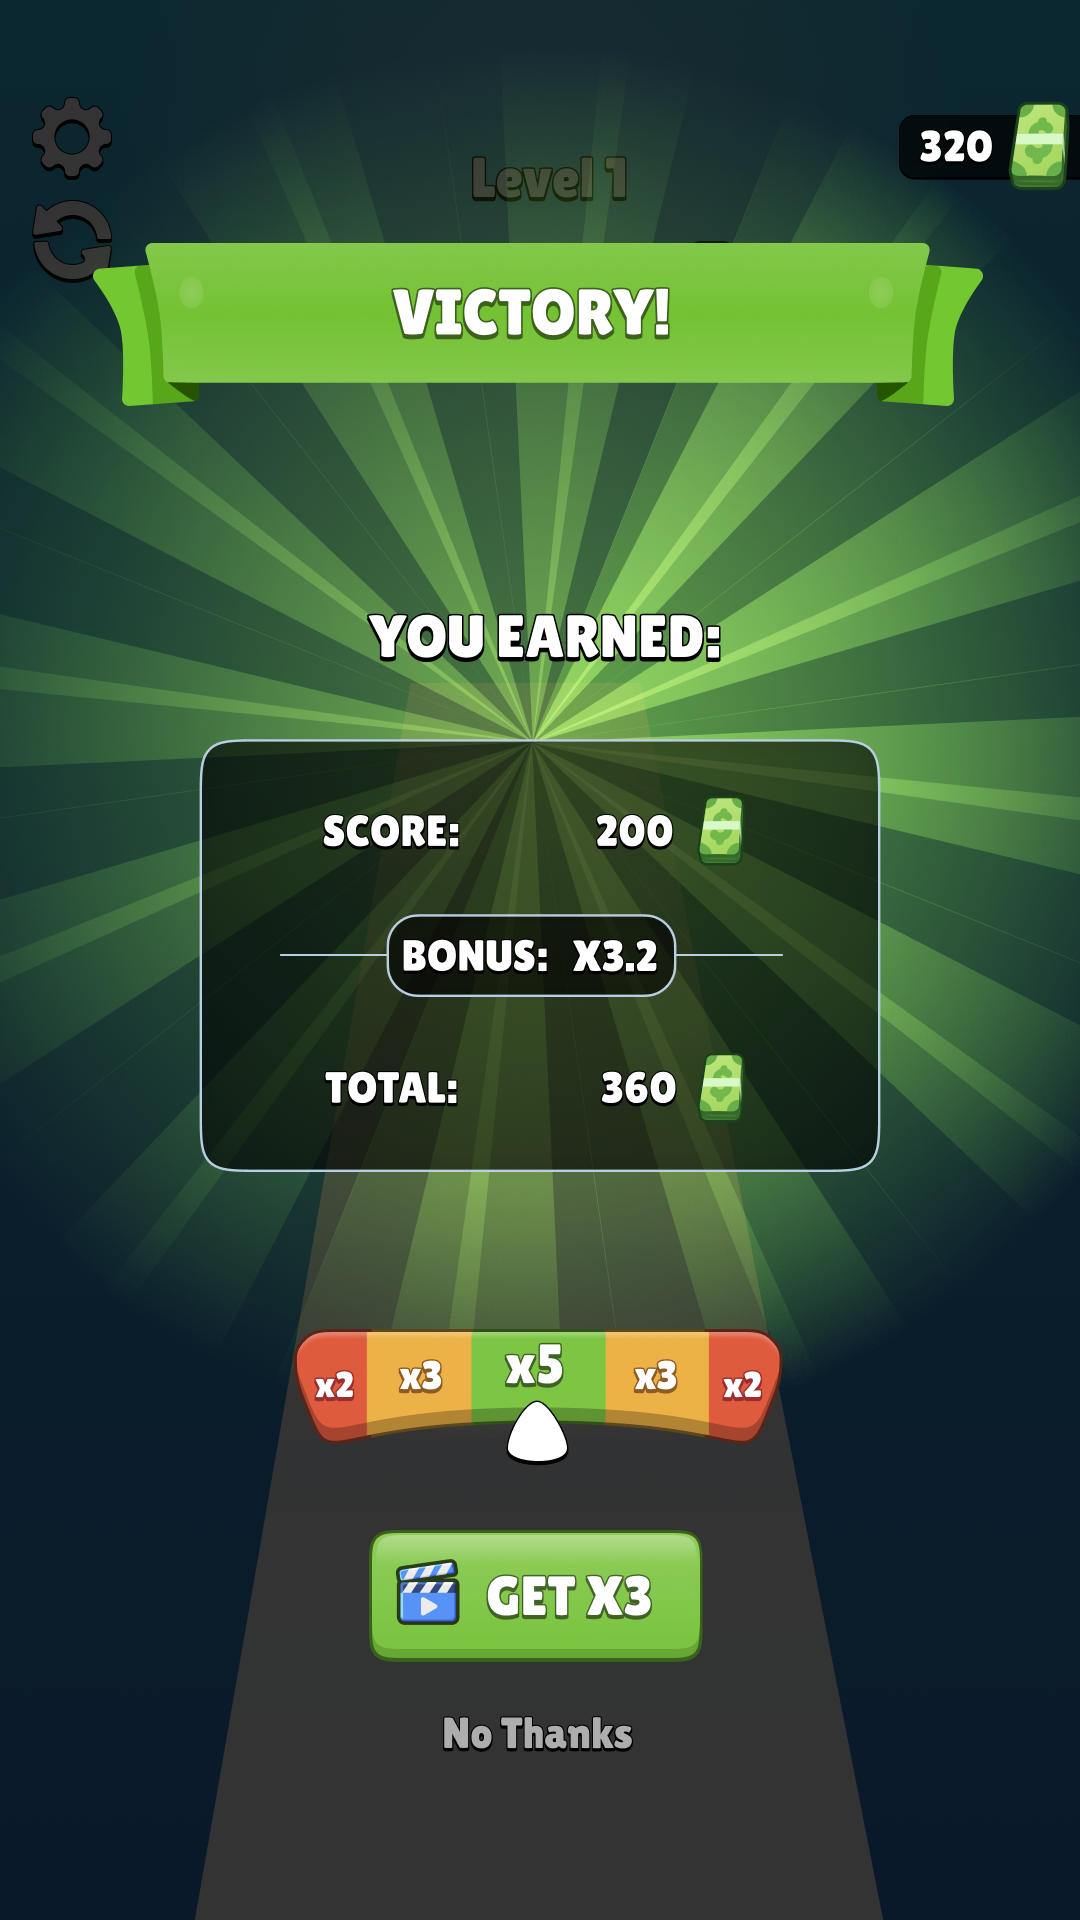 320
Level 1
VICTORY!
YOU EARNED:
SCORE: 200
BONUS: X3.2
TOTAL: 360
x2 x3 x5 x3 x2
GET X3
No Thanks